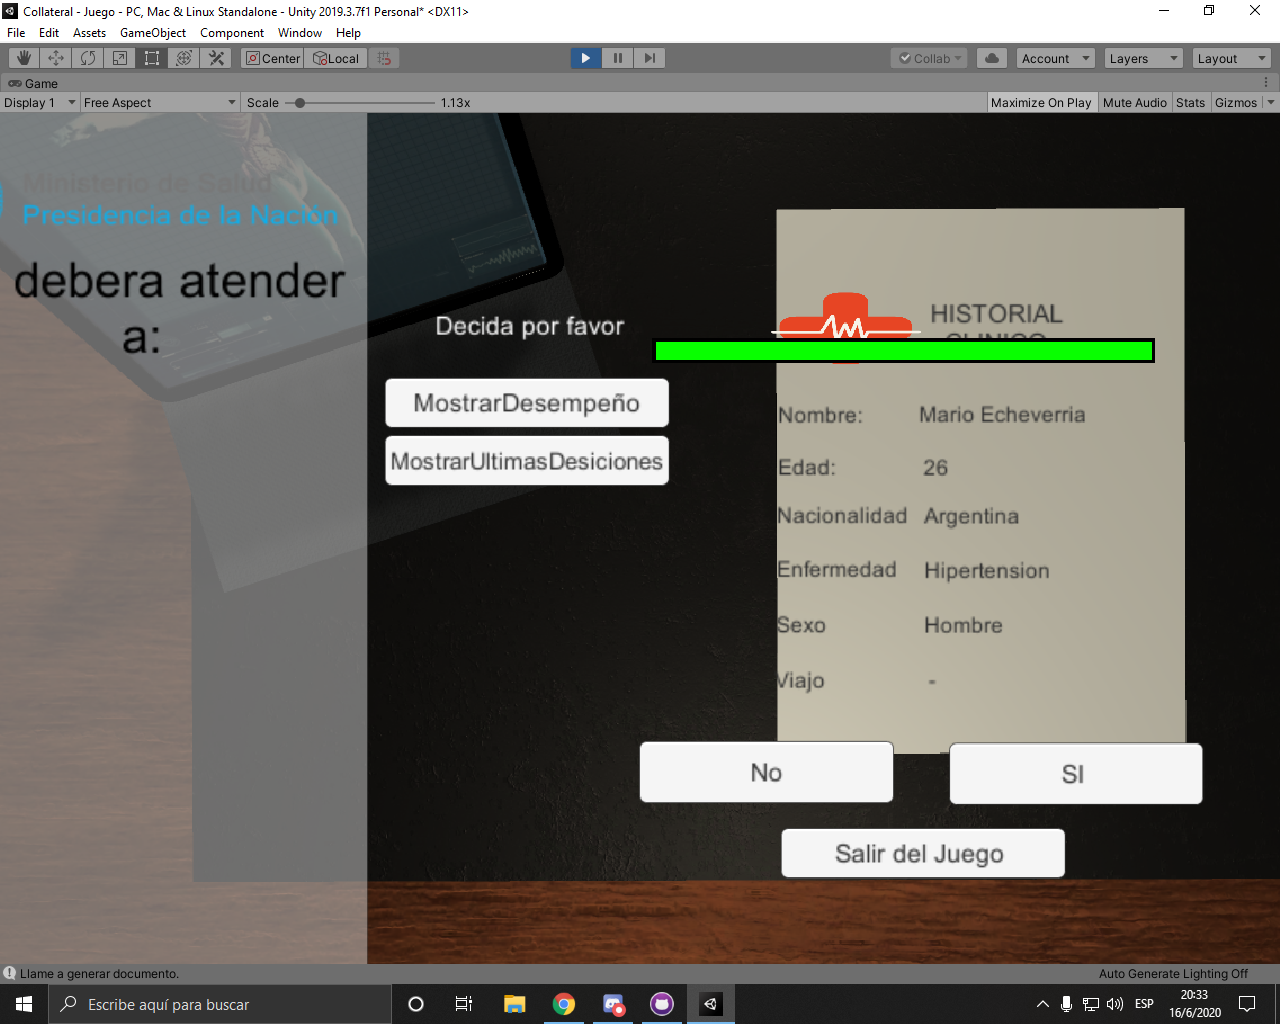 Collateral - Juego - PC, Mac & Linux Standalone - Unity 2019.3.7f1 Personal* <DX11>
File Edit Assets GameObject Component Window Help
Center Local Collab Account Layers Layout
Game
Display 1 Free Aspect Scale 1.13x Maximize On Play Mute Audio Stats Gizmos
Ministerio de Salud
Presidencia de la Nación
debera atender
a:
Decida por favor
MostrarDesempeño
MostrarUltimasDesiciones
HISTORIAL
CLINICO
Nombre: Mario Echeverria
Edad: 26
Nacionalidad Argentina
Enfermedad Hipertension
Sexo Hombre
Viajo -
No
SI
Salir del Juego
Llame a generar documento.
Auto Generate Lighting Off
Escribe aquí para buscar
ESP
20:33
16/6/2020